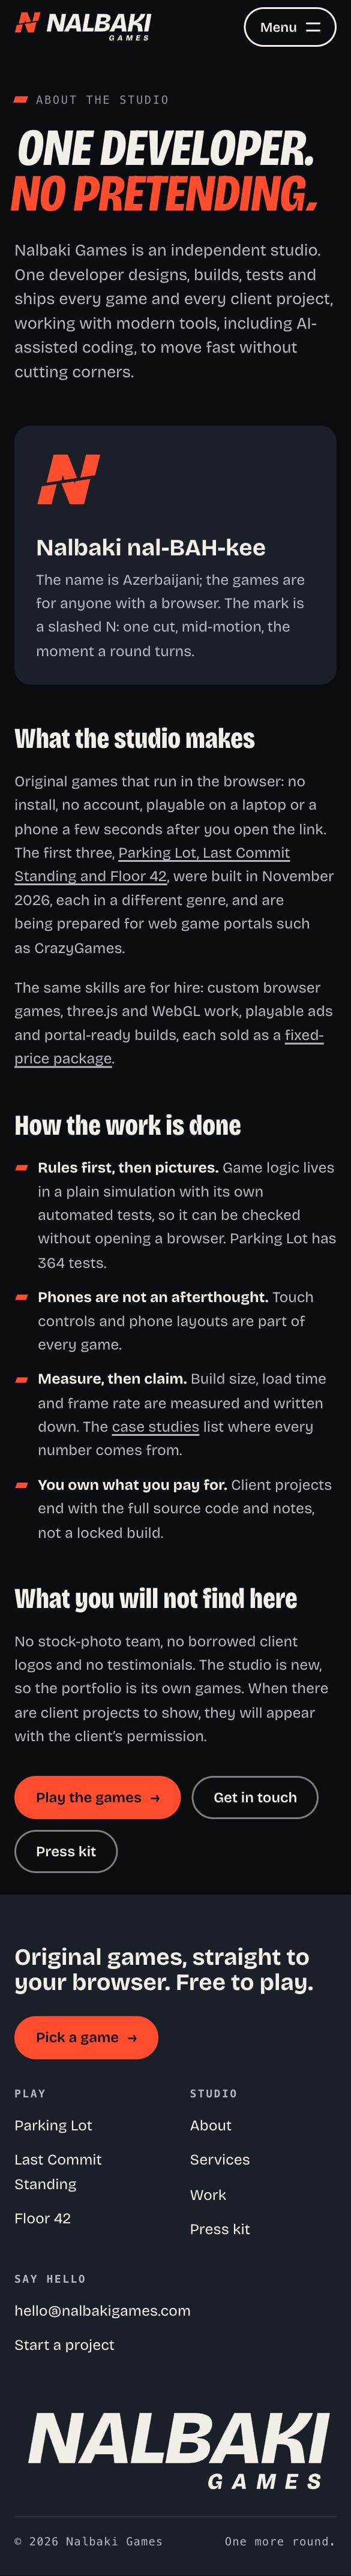 NALBAKI
GAMES
Menu
ABOUT THE STUDIO
ONE DEVELOPER.
NO PRETENDING.
Nalbaki Games is an independent studio.
One developer designs, builds, tests and
ships every game and every client project,
working with modern tools, including AI-
assisted coding, to move fast without
cutting corners.
Nalbaki nal-BAH-kee
The name is Azerbaijani; the games are
for anyone with a browser. The mark is
a slashed N: one cut, mid-motion, the
moment a round turns.
What the studio makes
Original games that run in the browser: no
install, no account, playable on a laptop or a
phone a few seconds after you open the link.
The first three, Parking Lot, Last Commit
Standing and Floor 42, were built in November
2026, each in a different genre, and are
being prepared for web game portals such
as CrazyGames.
The same skills are for hire: custom browser
games, three.js and WebGL work, playable ads
and portal-ready builds, each sold as a fixed-
price package.
How the work is done
Rules first, then pictures. Game logic lives
in a plain simulation with its own
automated tests, so it can be checked
without opening a browser. Parking Lot has
364 tests.
Phones are not an afterthought. Touch
controls and phone layouts are part of
every game.
Measure, then claim. Build size, load time
and frame rate are measured and written
down. The case studies list where every
number comes from.
You own what you pay for. Client projects
end with the full source code and notes,
not a locked build.
What you will not find here
No stock-photo team, no borrowed client
logos and no testimonials. The studio is new,
so the portfolio is its own games. When there
are client projects to show, they will appear
with the client's permission.
Play the games →
Get in touch
Press kit
Original games, straight to
your browser. Free to play.
Pick a game →
PLAY
Parking Lot
Last Commit
Standing
Floor 42
STUDIO
About
Services
Work
Press kit
SAY HELLO
hello@nalbakigames.com
Start a project
NALBAKI
GAMES
© 2026 Nalbaki Games
One more round.